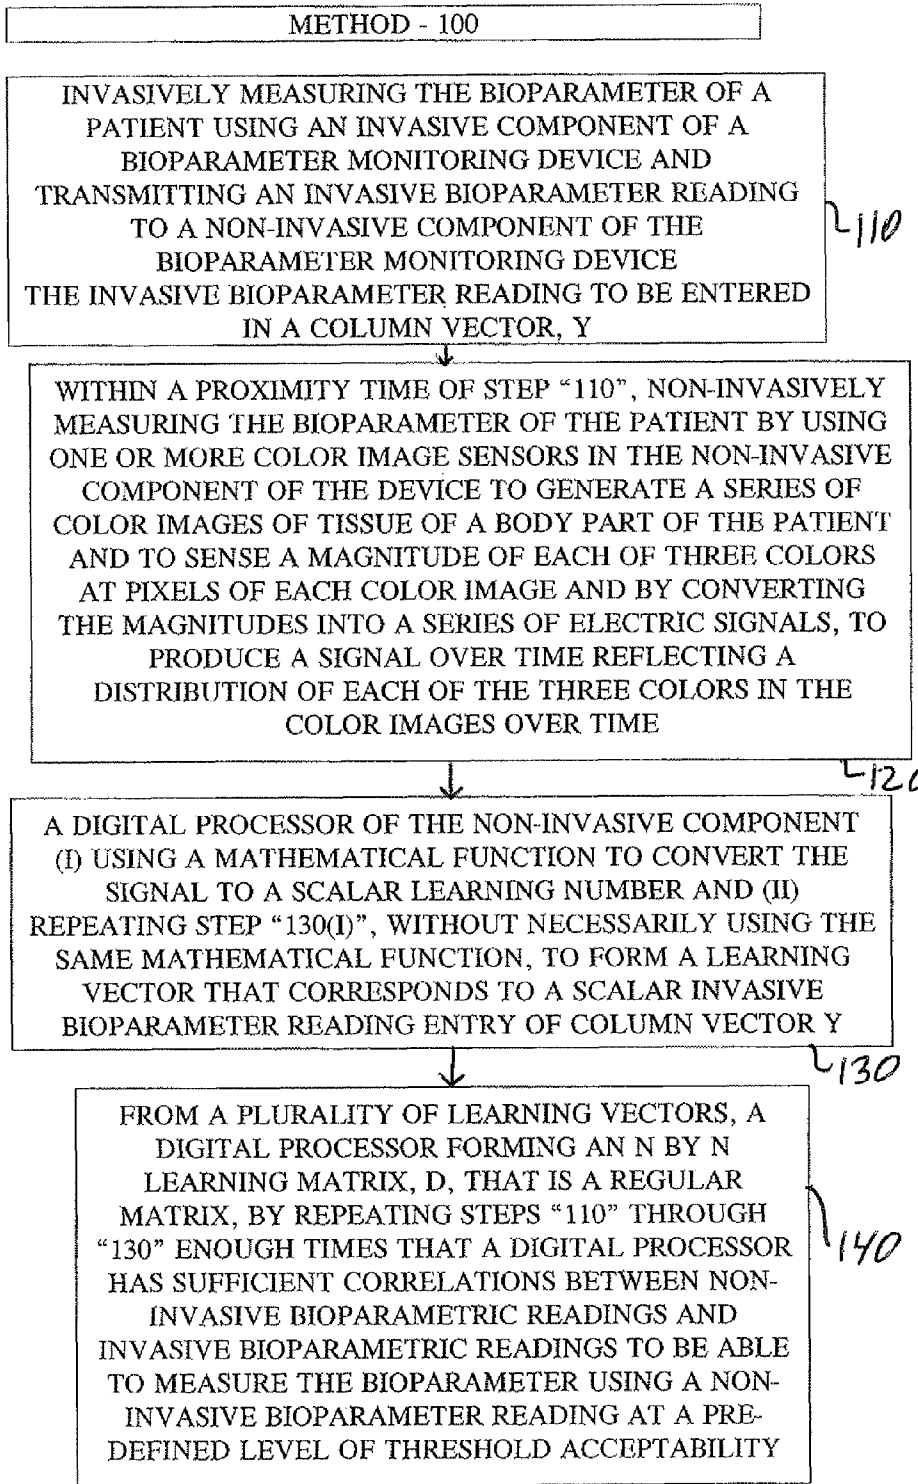 METHOD - 100
INVASIVELY MEASURING THE BIOPARAMETER OF A
PATIENT USING AN INVASIVE COMPONENT OF A
BIOPARAMETER MONITORING DEVICE AND
TRANSMITTING AN INVASIVE BIOPARAMETER READING
TO A NON-INVASIVE COMPONENT OF THE
BIOPARAMETER MONITORING DEVICE
THE INVASIVE BIOPARAMETER READING TO BE ENTERED
IN A COLUMN VECTOR, Y
110
WITHIN A PROXIMITY TIME OF STEP “110”, NON-INVASIVELY
MEASURING THE BIOPARAMETER OF THE PATIENT BY USING
ONE OR MORE COLOR IMAGE SENSORS IN THE NON-INVASIVE
COMPONENT OF THE DEVICE TO GENERATE A SERIES OF
COLOR IMAGES OF TISSUE OF A BODY PART OF THE PATIENT
AND TO SENSE A MAGNITUDE OF EACH OF THREE COLORS
AT PIXELS OF EACH COLOR IMAGE AND BY CONVERTING
THE MAGNITUDES INTO A SERIES OF ELECTRIC SIGNALS, TO
PRODUCE A SIGNAL OVER TIME REFLECTING A
DISTRIBUTION OF EACH OF THE THREE COLORS IN THE
COLOR IMAGES OVER TIME
120
A DIGITAL PROCESSOR OF THE NON-INVASIVE COMPONENT
(I) USING A MATHEMATICAL FUNCTION TO CONVERT THE
SIGNAL TO A SCALAR LEARNING NUMBER AND (II)
REPEATING STEP “130(I)”, WITHOUT NECESSARILY USING THE
SAME MATHEMATICAL FUNCTION, TO FORM A LEARNING
VECTOR THAT CORRESPONDS TO A SCALAR INVASIVE
BIOPARAMETER READING ENTRY OF COLUMN VECTOR Y
130
FROM A PLURALITY OF LEARNING VECTORS, A
DIGITAL PROCESSOR FORMING AN N BY N
LEARNING MATRIX, D, THAT IS A REGULAR
MATRIX, BY REPEATING STEPS “110” THROUGH
“130” ENOUGH TIMES THAT A DIGITAL PROCESSOR
HAS SUFFICIENT CORRELATIONS BETWEEN NON-
INVASIVE BIOPARAMETRIC READINGS AND
INVASIVE BIOPARAMETRIC READINGS TO BE ABLE
TO MEASURE THE BIOPARAMETER USING A NON-
INVASIVE BIOPARAMETER READING AT A PRE-
DEFINED LEVEL OF THRESHOLD ACCEPTABILITY
140